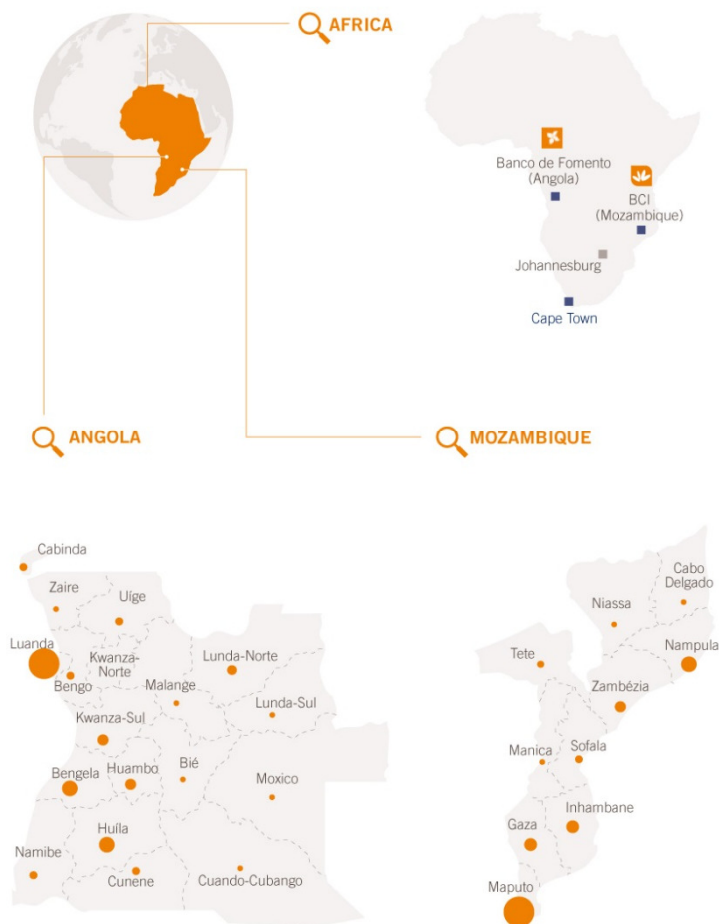 AFRICA
Banco de Fomento
(Angola)
BCI
(Mozambique)
Johannesburg
Cape Town
ANGOLA
MOZAMBIQUE
Cabinda
Zaire
Uíge
Luanda
Kwanza-
Norte
Lunda-Norte
Bengo
Malange
Lunda-Sul
Kwanza-Sul
Bengela
Huambo
Bié
Moxico
Huíla
Namibe
Cunene
Cuando-Cubango
Cabo
Delgado
Niassa
Nampula
Tete
Zambézia
Manica
Sofala
Inhambane
Gaza
Maputo